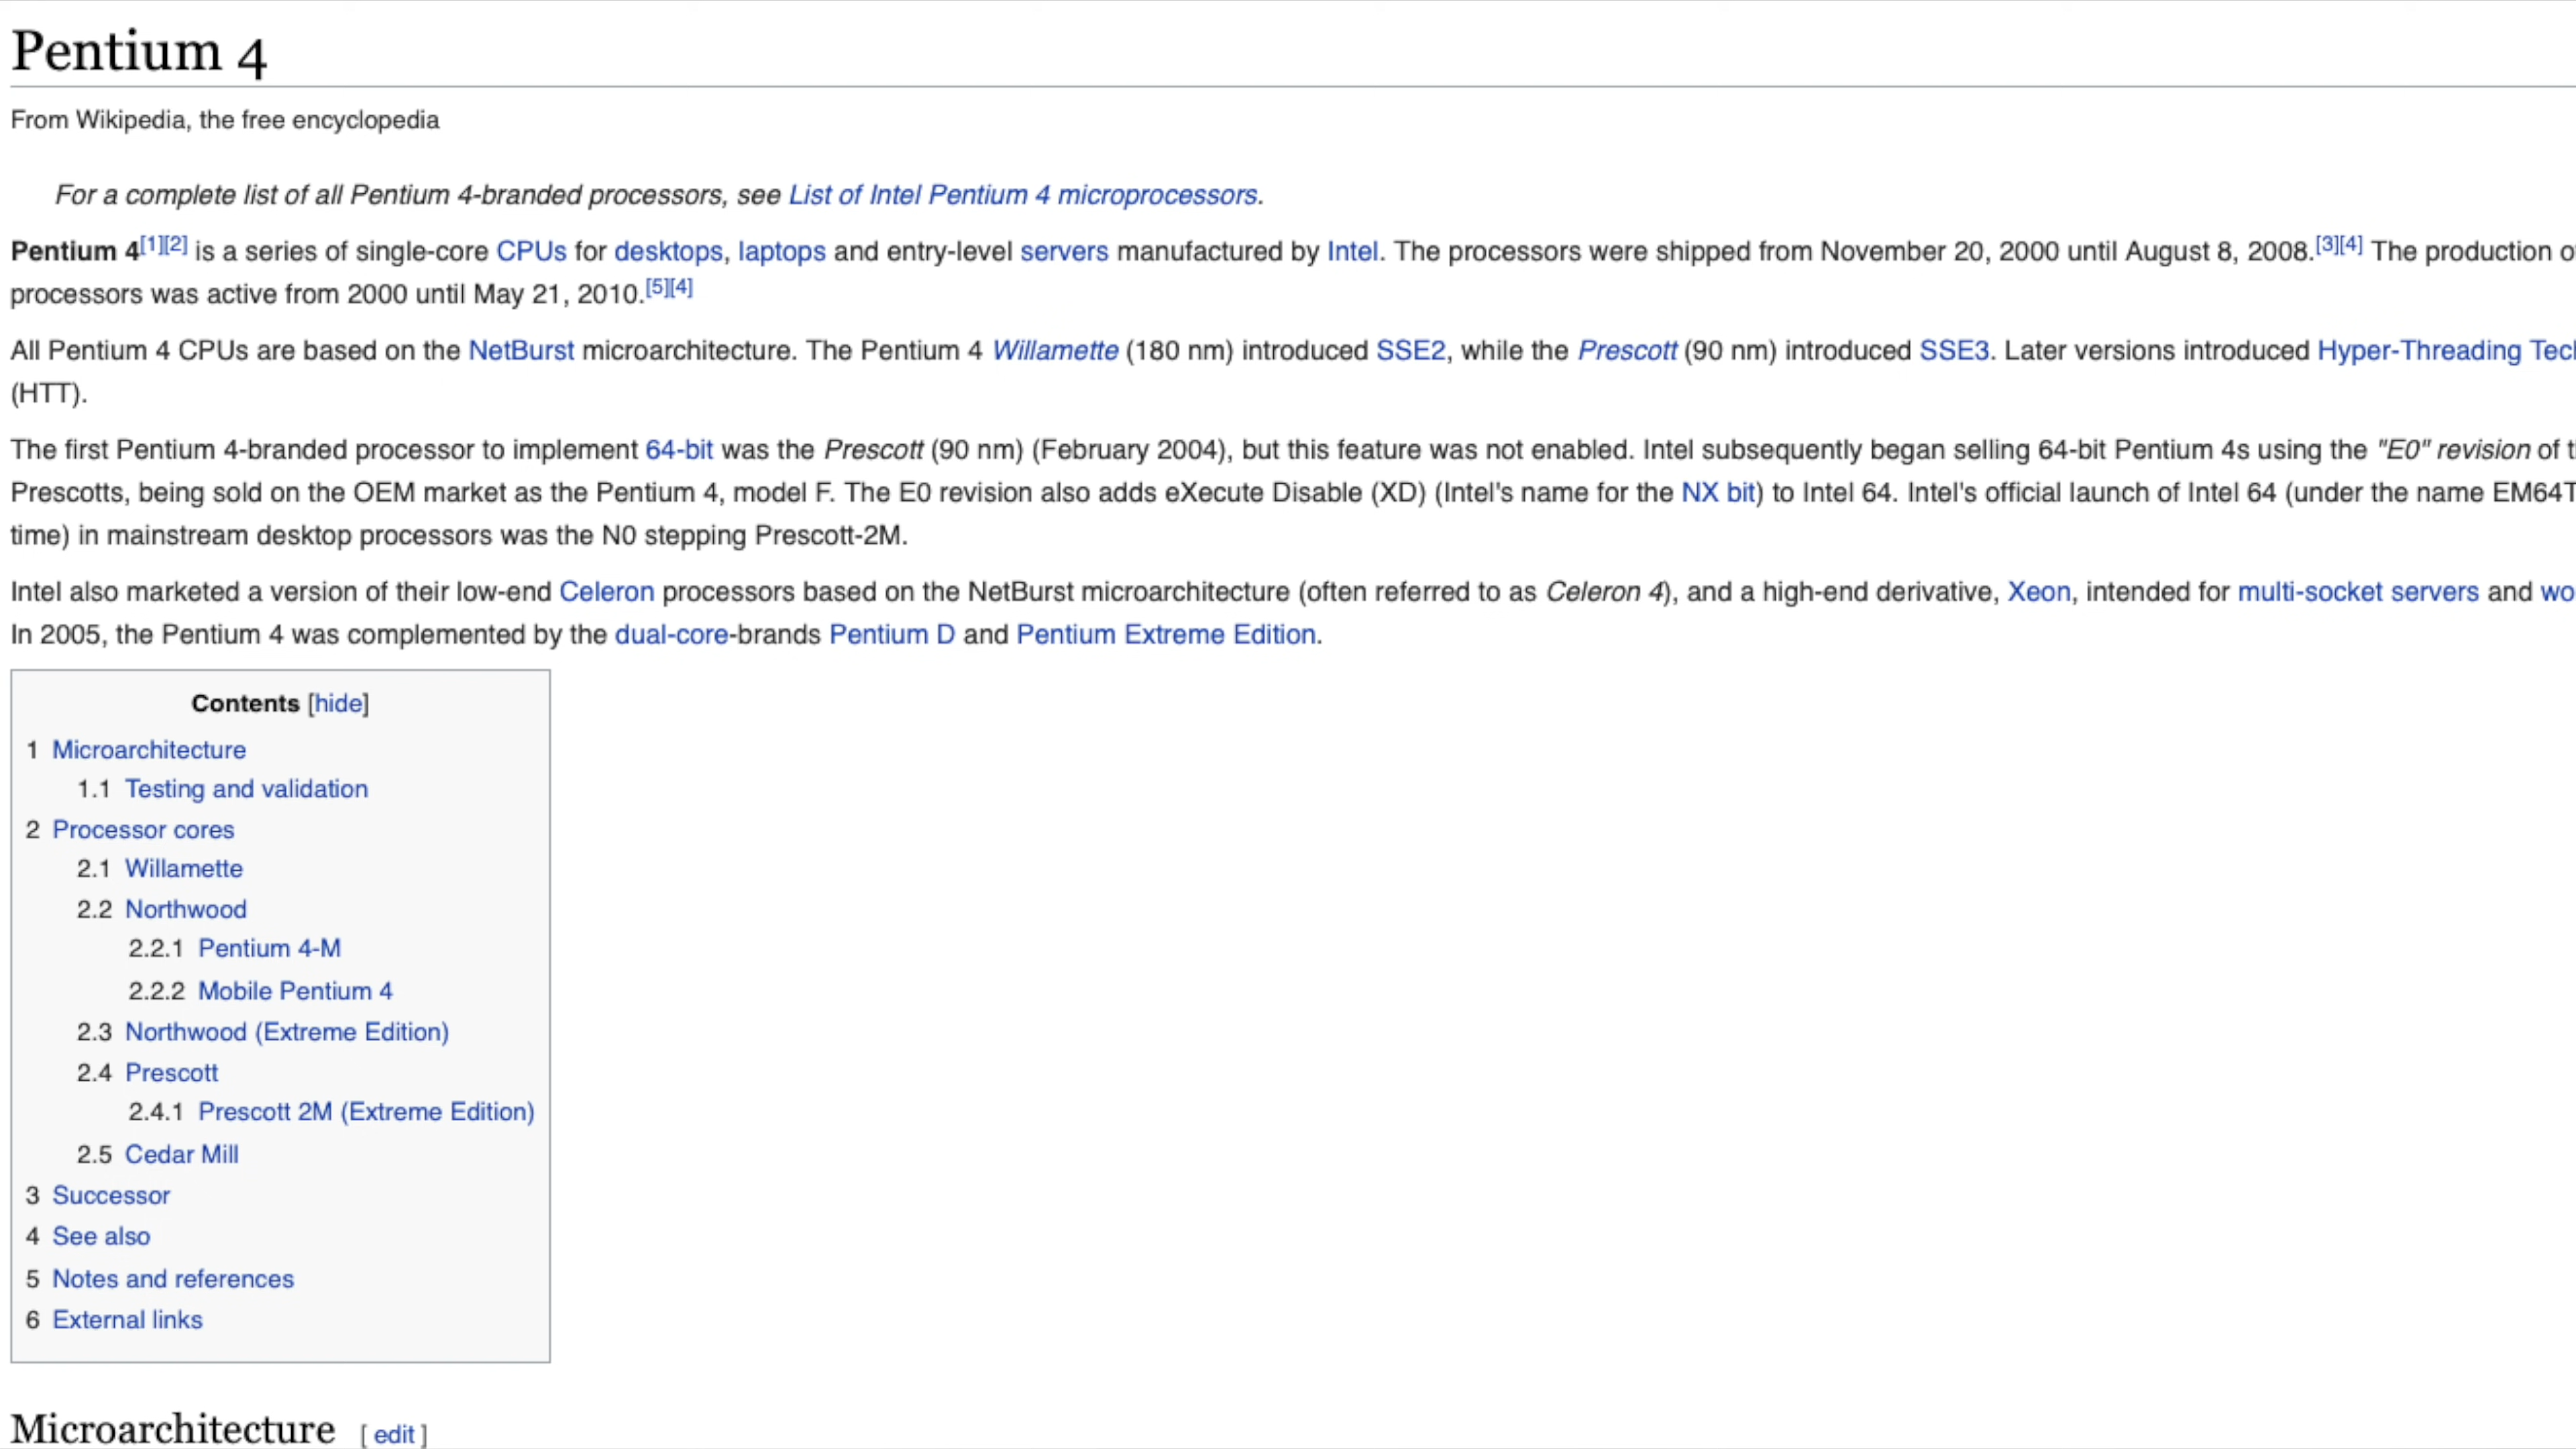 Pentium 4
From Wikipedia, the free encyclopedia
For a complete list of all Pentium 4-branded processors, see List of Intel Pentium 4 microprocessors.
Pentium 4[1][2] is a series of single-core CPUs for desktops, laptops and entry-level servers manufactured by Intel. The processors were shipped from November 20, 2000 until August 8, 2008.[3][4] The production
processors was active from 2000 until May 21, 2010.[5][4]
All Pentium 4 CPUs are based on the NetBurst microarchitecture. The Pentium 4 Willamette (180 nm) introduced SSE2, while the Prescott (90 nm) introduced SSE3. Later versions introduced Hyper-Threading
(HTT).
The first Pentium 4-branded processor to implement 64-bit was the Prescott (90 nm) (February 2004), but this feature was not enabled. Intel subsequently began selling 64-bit Pentium 4s using the "E0" revision of
Prescotts, being sold on the OEM market as the Pentium 4, model F. The E0 revision also adds eXecute Disable (XD) (Intel's name for the NX bit) to Intel 64. Intel's official launch of Intel 64 (under the name EM64T
time) in mainstream desktop processors was the N0 stepping Prescott-2M.
Intel also marketed a version of their low-end Celeron processors based on the NetBurst microarchitecture (often referred to as Celeron 4), and a high-end derivative, Xeon, intended for multi-socket servers and
In 2005, the Pentium 4 was complemented by the dual-core-brands Pentium D and Pentium Extreme Edition.
Contents [hide]
1 Microarchitecture
1.1 Testing and validation
2 Processor cores
2.1 Willamette
2.2 Northwood
2.2.1 Pentium 4-M
2.2.2 Mobile Pentium 4
2.3 Northwood (Extreme Edition)
2.4 Prescott
2.4.1 Prescott 2M (Extreme Edition)
2.5 Cedar Mill
3 Successor
4 See also
5 Notes and references
6 External links
Microarchitecture [ edit ]